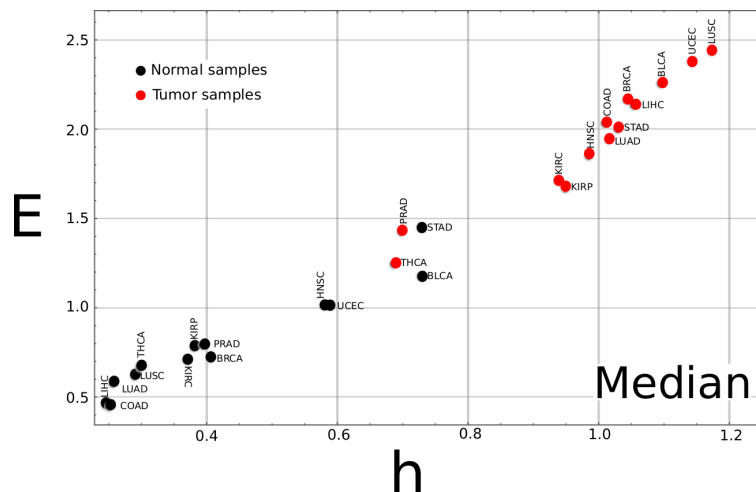 2.5
2.0
1.5
1.0
0.5
E
Normal samples
Tumor samples
LUSC
UCEC
BLCA
BRCA
LIHC
COAD
STAD
LUAD
HNSC
KIRC
KIRP
PRAD
STAD
THCA
BLCA
HNSC
UCEC
THCA
KIRP
PRAD
BRCA
KIRC
LUSC
LUAD
LIHC
COAD
Median
0.4
0.6
0.8
1.0
1.2
h